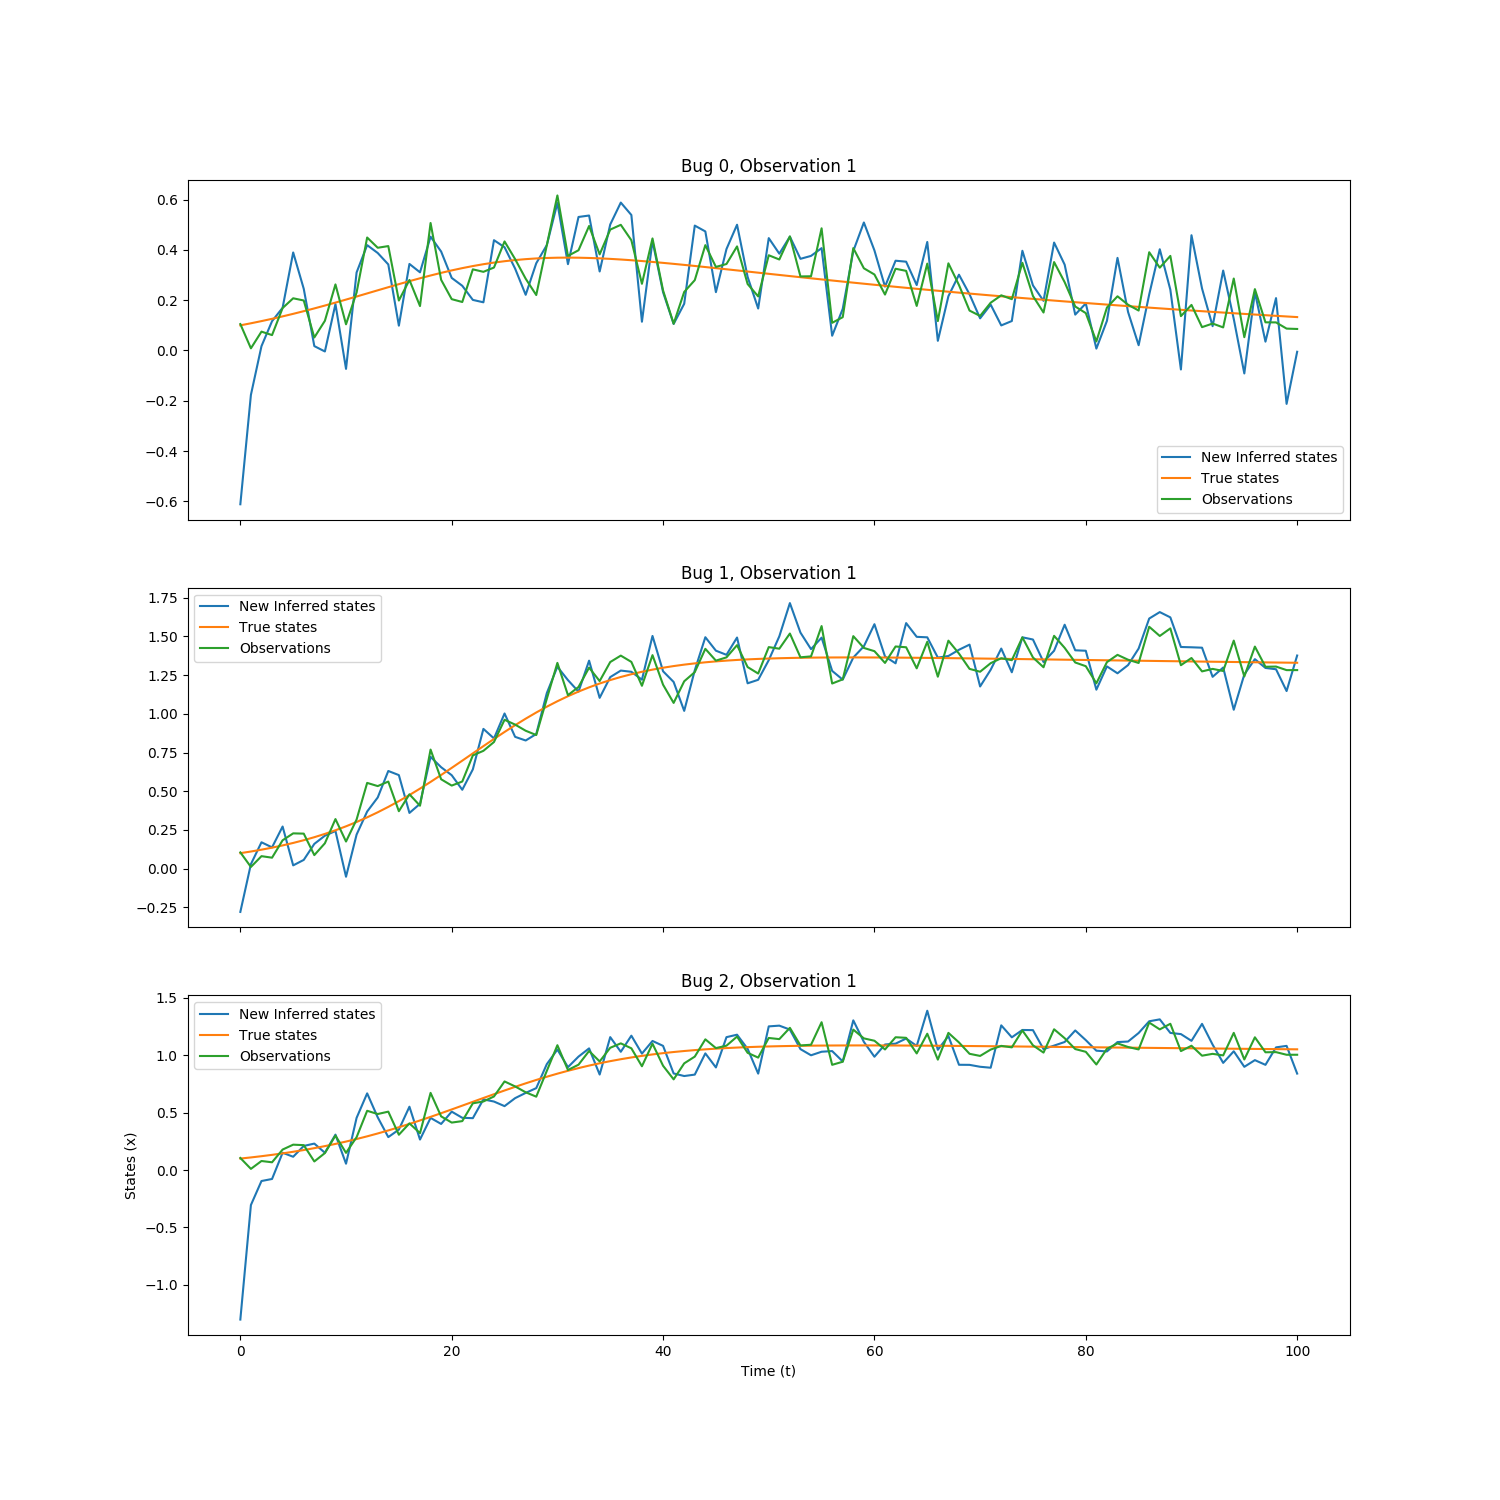 Bug 0, Observation 1
0.6
0.4
0.2
0.0
−0.2
−0.4
−0.6
New Inferred states
True states
Observations
Bug 1, Observation 1
1.75
1.50
1.25
1.00
0.75
0.50
0.25
0.00
−0.25
New Inferred states
True states
Observations
Bug 2, Observation 1
1.5
1.0
0.5
0.0
−0.5
−1.0
States (x)
New Inferred states
True states
Observations
0 20 40 60 80 100
Time (t)